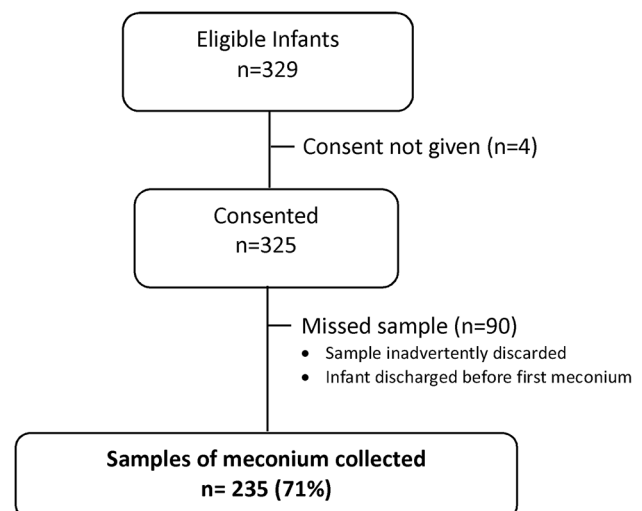 Eligible Infants
n=329
Consent not given (n=4)
Consented
n=325
Missed sample (n=90)
• Sample inadvertently discarded
• Infant discharged before first meconium
Samples of meconium collected
n= 235 (71%)